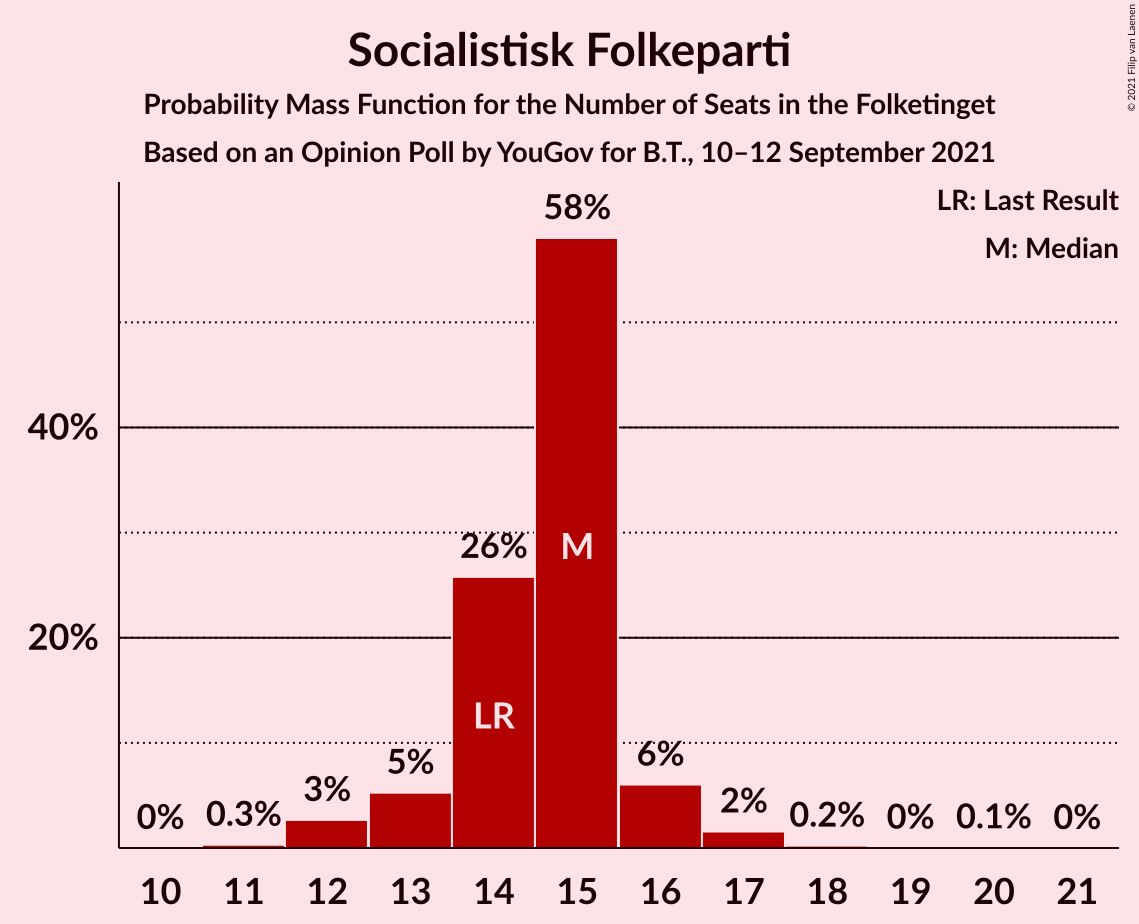 Socialistisk Folkeparti
Probability Mass Function for the Number of Seats in the Folketinget
Based on an Opinion Poll by YouGov for B.T., 10–12 September 2021
© 2021 Filip van Laenen
LR: Last Result
M: Median
58%
40%
26%
M
20%
LR
0%
0.3%
3%
5%
6%
2%
0.2%
0%
0.1%
0%
10 11 12 13 14 15 16 17 18 19 20 21